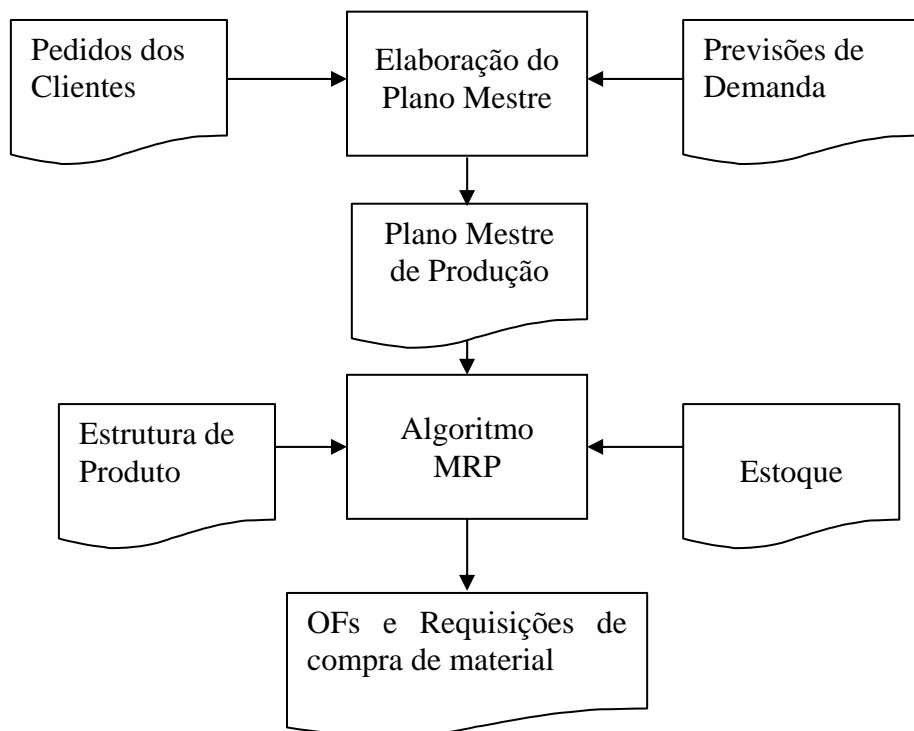 Pedidos dos
Clientes
Elaboração do
Plano Mestre
Previsões de
Demanda
Plano Mestre
de Produção
Estrutura de
Produto
Algoritmo
MRP
Estoque
OFs e Requisições de
compra de material